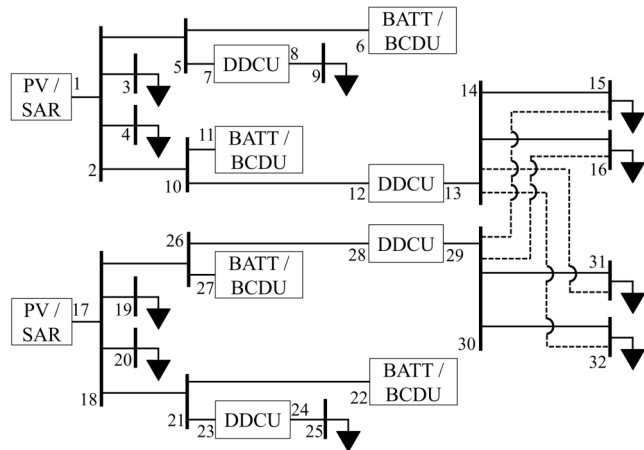 BATT /
BCDU
6
5
7
DDCU
8
9
PV /
SAR
1
3
4
2
11
BATT /
BCDU
10
12
DDCU
13
14
15
16
26
27
BATT /
BCDU
28
DDCU
29
30
31
32
PV /
SAR
17
19
20
18
BATT /
BCDU
22
21
23
DDCU
24
25